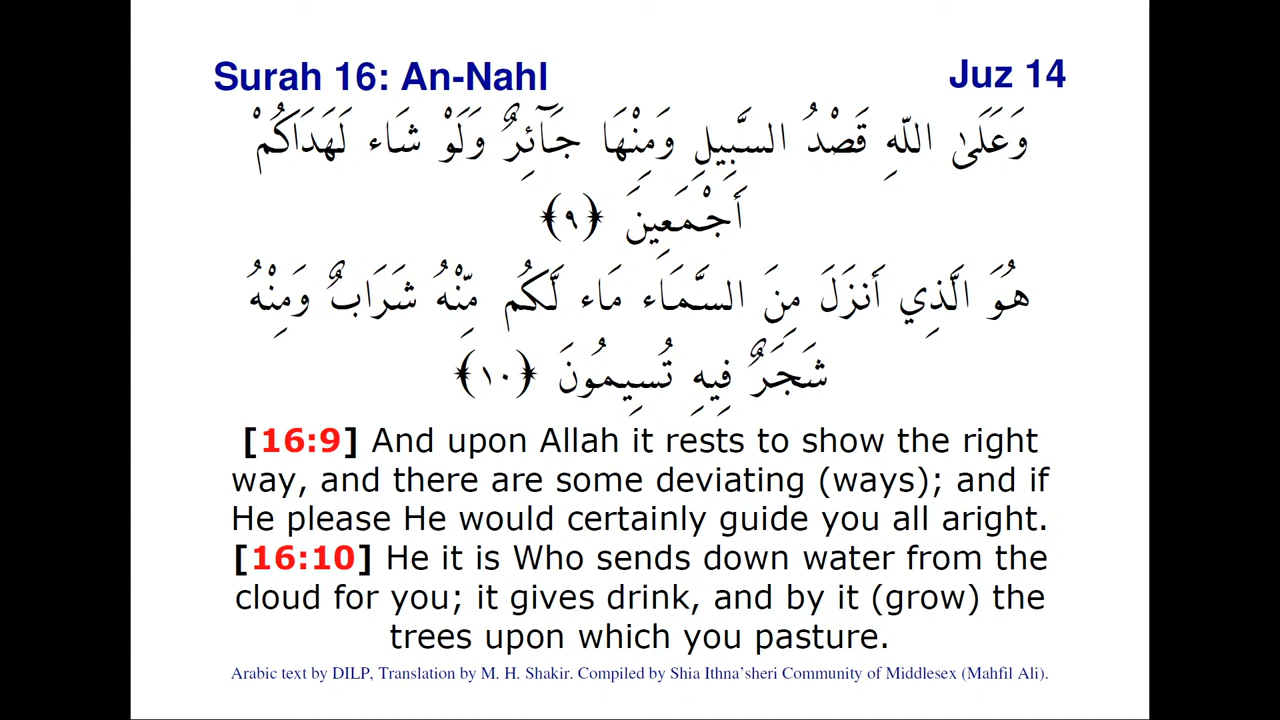 Surah 16: An-Nahl
Juz 14
وَعَلَىٰ اللّهِ قَصْدُ السَّبِيلِ وَمِنْهَا جَآئِرٌ وَلَوْ شَاء لَهَدَاكُمْ
أَجْمَعِينَ ﴿٩﴾
هُوَ الَّذِي أَنزَلَ مِنَ السَّمَاء مَاء لَّكُم مِّنْهُ شَرَابٌ وَمِنْهُ
شَجَرٌ فِيهِ تُسِيمُونَ ﴿١٠﴾
[16:9] And upon Allah it rests to show the right
way, and there are some deviating (ways); and if
He please He would certainly guide you all aright.
[16:10] He it is Who sends down water from the
cloud for you; it gives drink, and by it (grow) the
trees upon which you pasture.
Arabic text by DILP, Translation by M. H. Shakir. Compiled by Shia Ithna'sheri Community of Middlesex (Mahfil Ali).